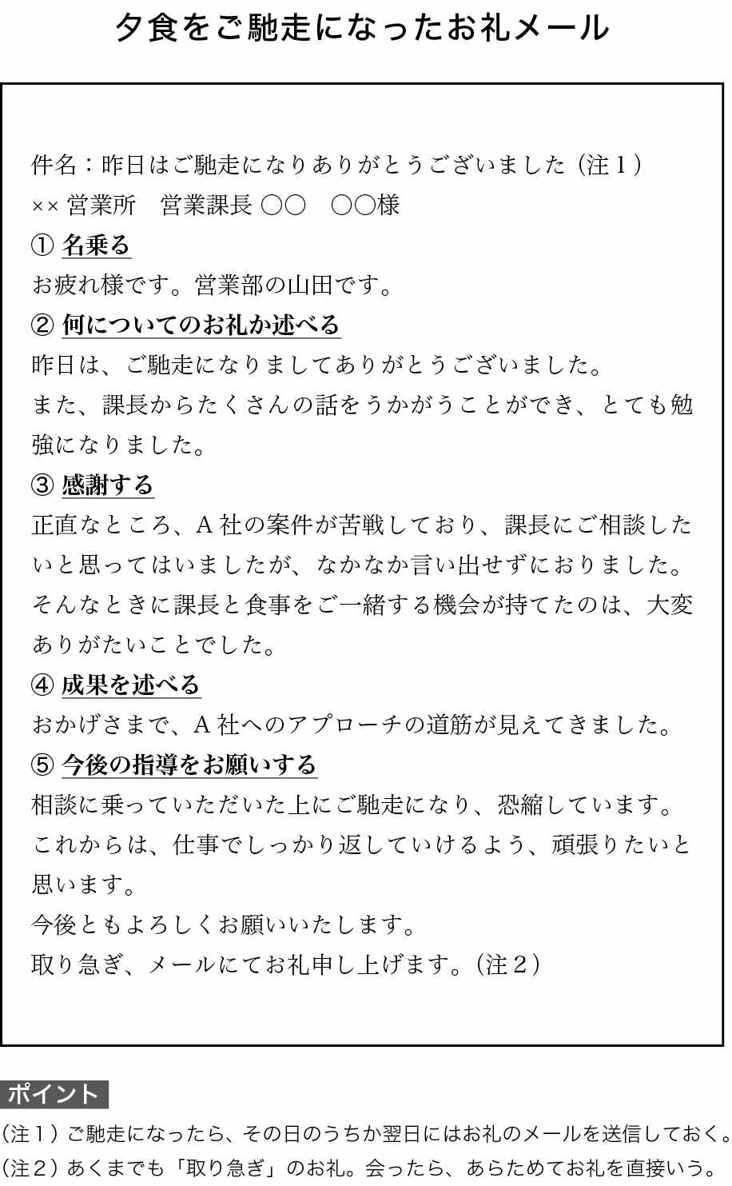 夕食をご馳走になったお礼メール
件名：昨日はご馳走になりありがとうございました（注１）
×× 営業所　営業課長 〇〇　〇〇様
① 名乗る
お疲れ様です。営業部の山田です。
② 何についてのお礼か述べる
昨日は、ご馳走になりましてありがとうございました。
また、課長からたくさんの話をうかがうことができ、とても勉
強になりました。
③ 感謝する
正直なところ、A 社の案件が苦戦しており、課長にご相談した
いと思ってはいましたが、なかなか言い出せずにおりました。
そんなときに課長と食事をご一緒する機会が持てたのは、大変
ありがたいことでした。
④ 成果を述べる
おかげさまで、A 社へのアプローチの道筋が見えてきました。
⑤ 今後の指導をお願いする
相談に乗っていただいた上にご馳走になり、恐縮しています。
これからは、仕事でしっかり返していけるよう、頑張りたいと
思います。
今後ともよろしくお願いいたします。
取り急ぎ、メールにてお礼申し上げます。（注２）
ポイント
（注１）ご馳走になったら、その日のうちか翌日にはお礼のメールを送信しておく。
（注２）あくまでも「取り急ぎ」のお礼。会ったら、あらためてお礼を直接いう。